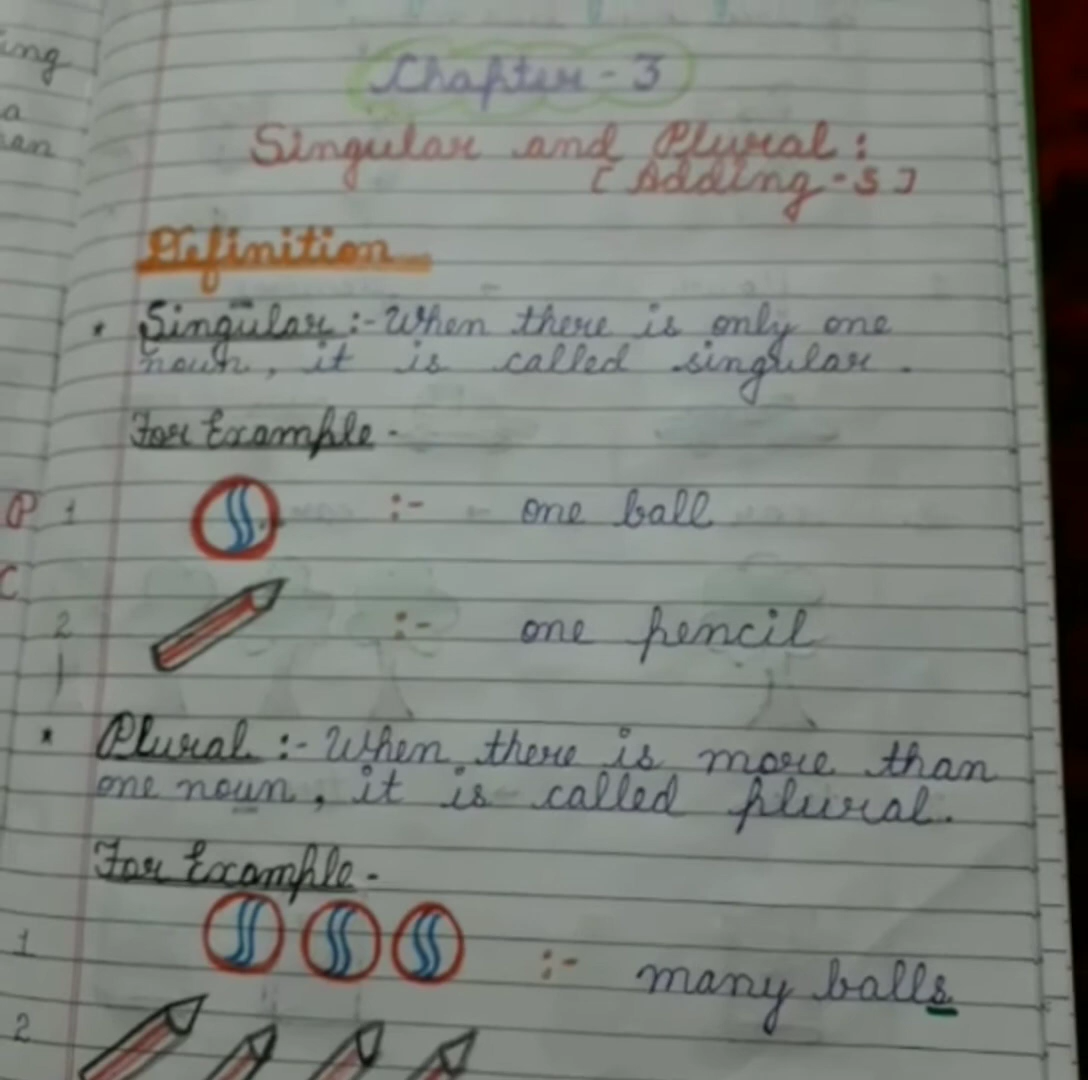 ing
a
Chapter - 3
Singular and Plural :
[ Adding - s ]
Definition
* Singular :- When there is only one
noun, it is called singular.
For Example -
P 1 :- one ball
C
2 :- one pencil
* Plural :- When there is more than
one noun, it is called plural.
For Example -
1 :- many balls
2